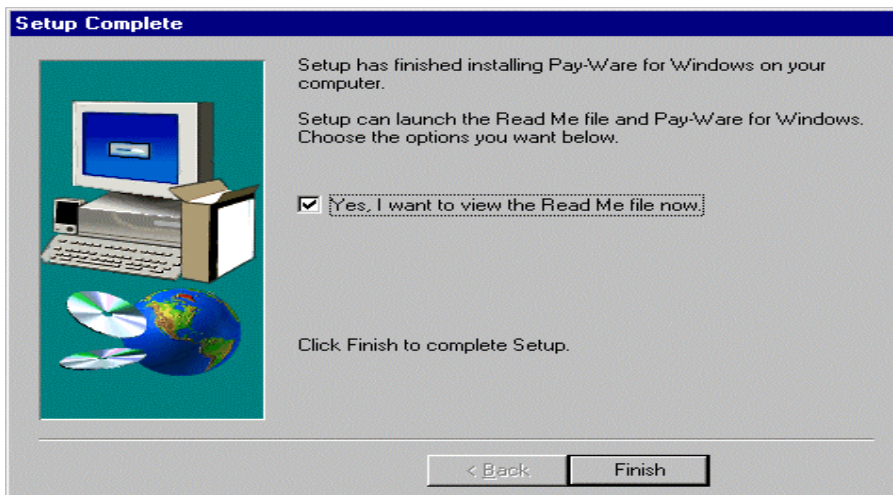 Setup Complete
Setup has finished installing Pay-Ware for Windows on your
computer.
Setup can launch the Read Me file and Pay-Ware for Windows.
Choose the options you want below.
Yes, I want to view the Read Me file now.
Click Finish to complete Setup.
< Back
Finish